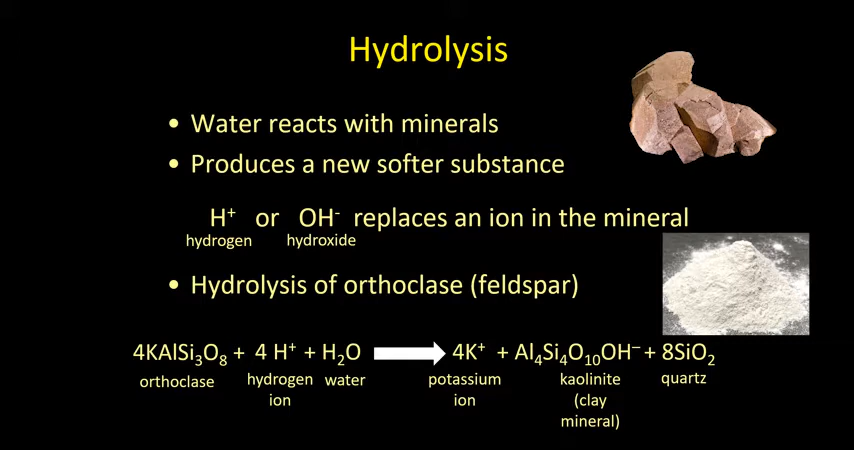 Hydrolysis
• Water reacts with minerals
• Produces a new softer substance
H⁺ or OH⁻ replaces an ion in the mineral
hydrogen hydroxide
• Hydrolysis of orthoclase (feldspar)
4KAlSi₃O₈ + 4 H⁺ + H₂O → 4K⁺ + Al₄Si₄O₁₀OH⁻ + 8SiO₂
orthoclase hydrogen water potassium kaolinite quartz
ion ion (clay
mineral)